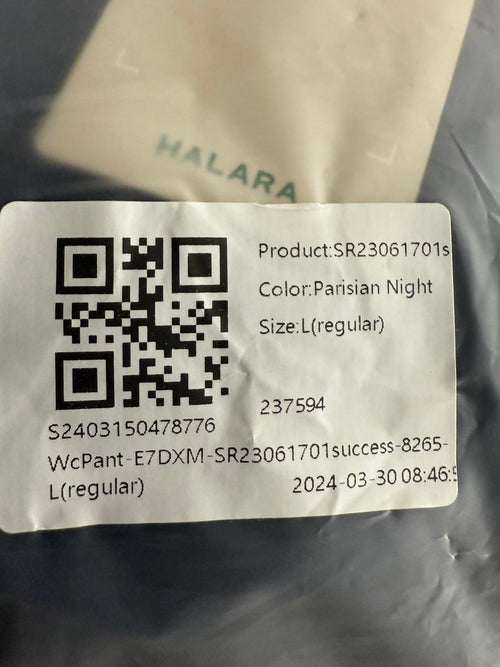 HALARA
Product:SR23061701s
Color:Parisian Night
Size:L(regular)
237594
S2403150478776
WcPant-E7DXM-SR23061701success-8265-
L(regular)
2024-03-30 08:46:5